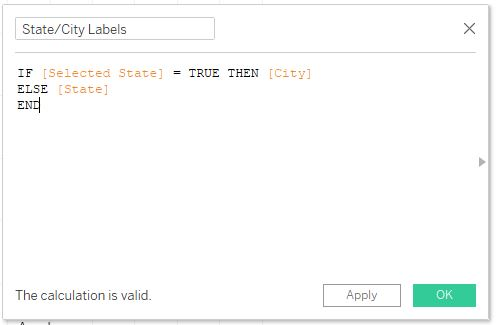 State/City Labels
IF [Selected State] = TRUE THEN [City]
ELSE [State]
END
The calculation is valid.
Apply
OK